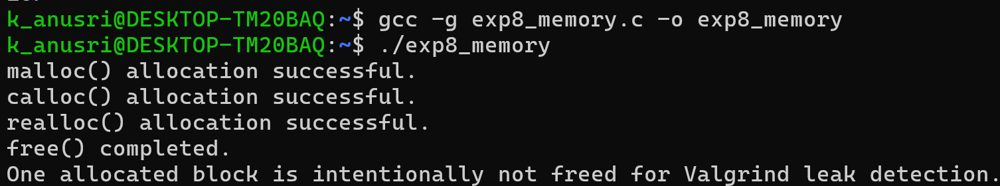 k_anusri@DESKTOP-TM20BAQ:~$ gcc -g exp8_memory.c -o exp8_memory
k_anusri@DESKTOP-TM20BAQ:~$ ./exp8_memory
malloc() allocation successful.
calloc() allocation successful.
realloc() allocation successful.
free() completed.
One allocated block is intentionally not freed for Valgrind leak detection.